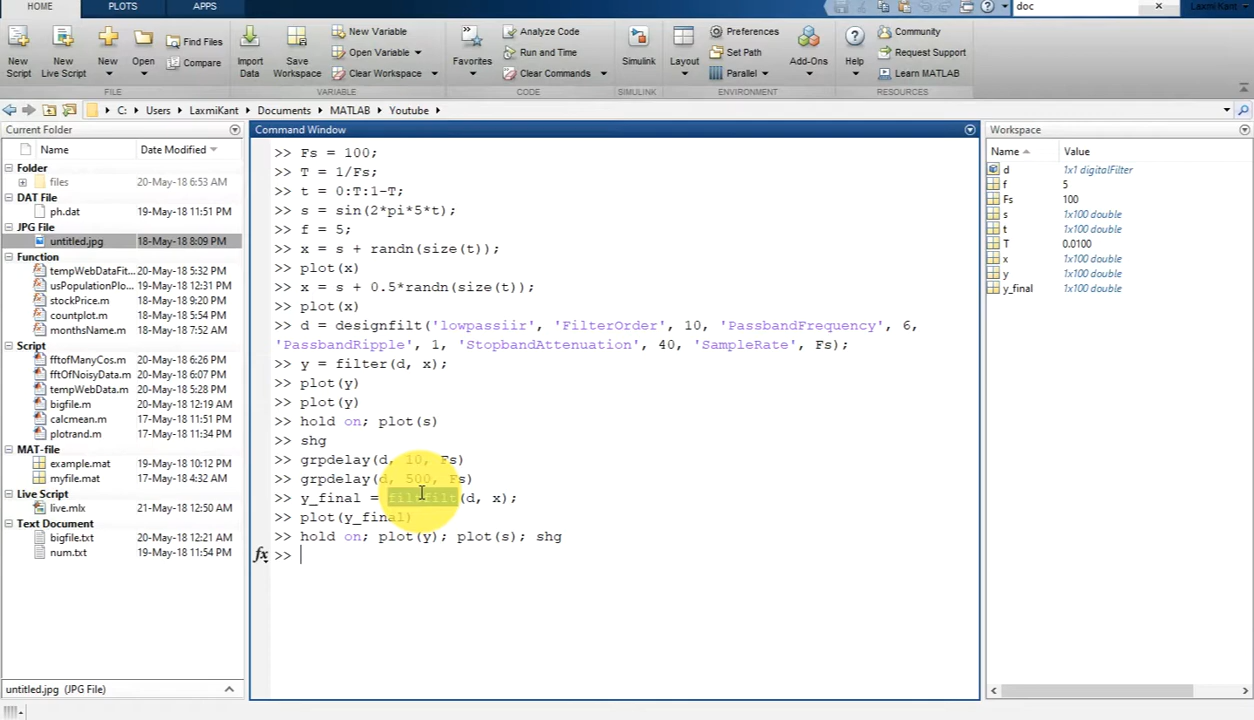 HOME PLOTS APPS doc Laxmi Kant
New Script
New Live Script
New
Open
Find Files
Compare
FILE
Import Data
Save Workspace
New Variable
Open Variable
Clear Workspace
VARIABLE
Favorites
Analyze Code
Run and Time
Clear Commands
CODE
Simulink
SIMULINK
Layout
Preferences
Set Path
Parallel
ENVIRONMENT
Add-Ons
Help
Community
Request Support
Learn MATLAB
RESOURCES
C: Users LaxmiKant Documents MATLAB Youtube
Current Folder
Name Date Modified
Folder
files 20-May-18 6:53 AM
DAT File
ph.dat 19-May-18 11:51 PM
JPG File
untitled.jpg 18-May-18 8:09 PM
Function
tempWebDataFit... 20-May-18 5:32 PM
usPopulationPlo... 19-May-18 12:31 PM
stockPrice.m 18-May-18 9:20 PM
countplot.m 18-May-18 5:54 PM
monthsName.m 18-May-18 7:52 AM
Script
fftofManyCos.m 20-May-18 6:26 PM
fftOfNoisyData.m 20-May-18 6:07 PM
tempWebData.m 20-May-18 5:28 PM
bigfile.m 20-May-18 12:19 AM
calcmean.m 17-May-18 11:51 PM
plotrand.m 17-May-18 11:34 PM
MAT-file
example.mat 19-May-18 10:12 PM
myfile.mat 17-May-18 4:32 PM
Live Script
live.mlx 21-May-18 12:50 AM
Text Document
bigfile.txt 20-May-18 12:21 AM
num.txt 19-May-18 11:54 PM
untitled.jpg (JPG File)
Command Window
>> Fs = 100;
>> T = 1/Fs;
>> t = 0:T:1-T;
>> s = sin(2*pi*5*t);
>> f = 5;
>> x = s + randn(size(t));
>> plot(x)
>> x = s + 0.5*randn(size(t));
>> plot(x)
>> d = designfilt('lowpassiir', 'FilterOrder', 10, 'PassbandFrequency', 6,
'PassbandRipple', 1, 'StopbandAttenuation', 40, 'SampleRate', Fs);
>> y = filter(d, x);
>> plot(y)
>> plot(y)
>> hold on; plot(s)
>> shg
>> grpdelay(d, 10, Fs)
>> grpdelay(d, 500, Fs)
>> y_final = filtfilt(d, x);
>> plot(y_final)
>> hold on; plot(y); plot(s); shg
fx >>
Workspace
Name Value
d 1x1 digitalFilter
f 5
Fs 100
s 1x100 double
t 1x100 double
T 0.0100
x 1x100 double
y 1x100 double
y_final 1x100 double